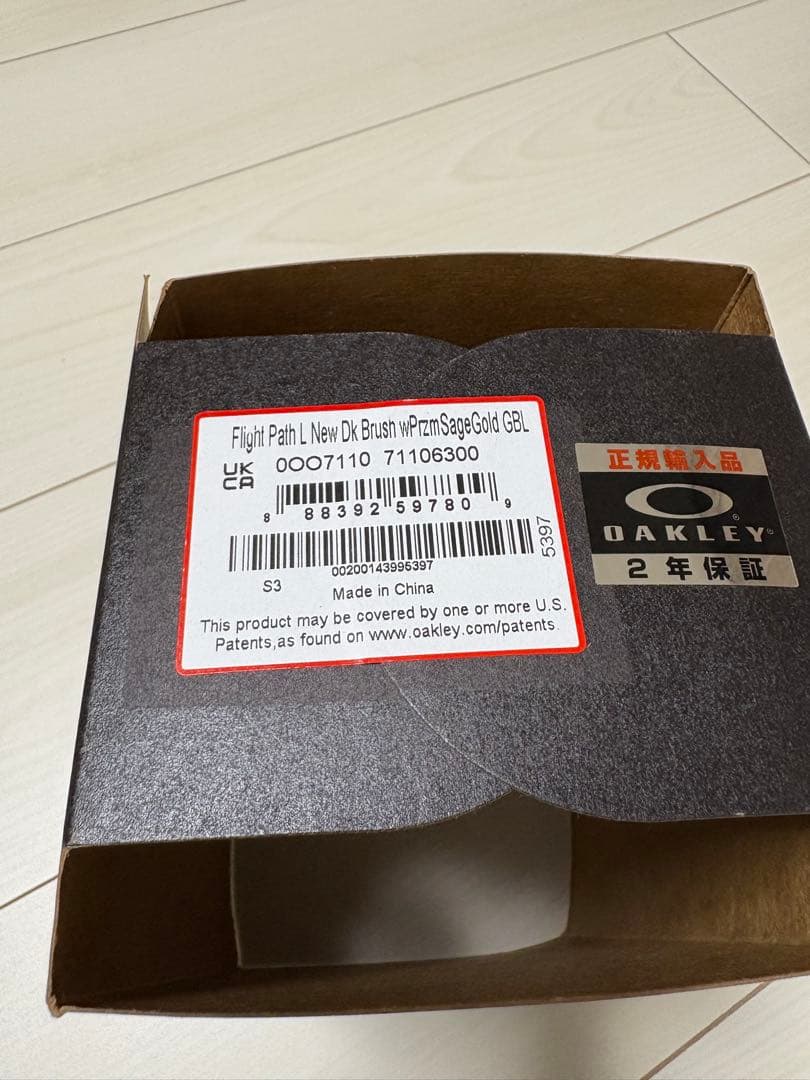 Flight Path L New Dk Brush wPrzmSageGold GBL
UK
CA
0OO7110 71106300
8 88392 59780 9
00200143995397
5397
S3
Made in China
This product may be covered by one or more U.S.
Patents,as found on www.oakley.com/patents.
正規輸入品
OAKLEY®
2年保証